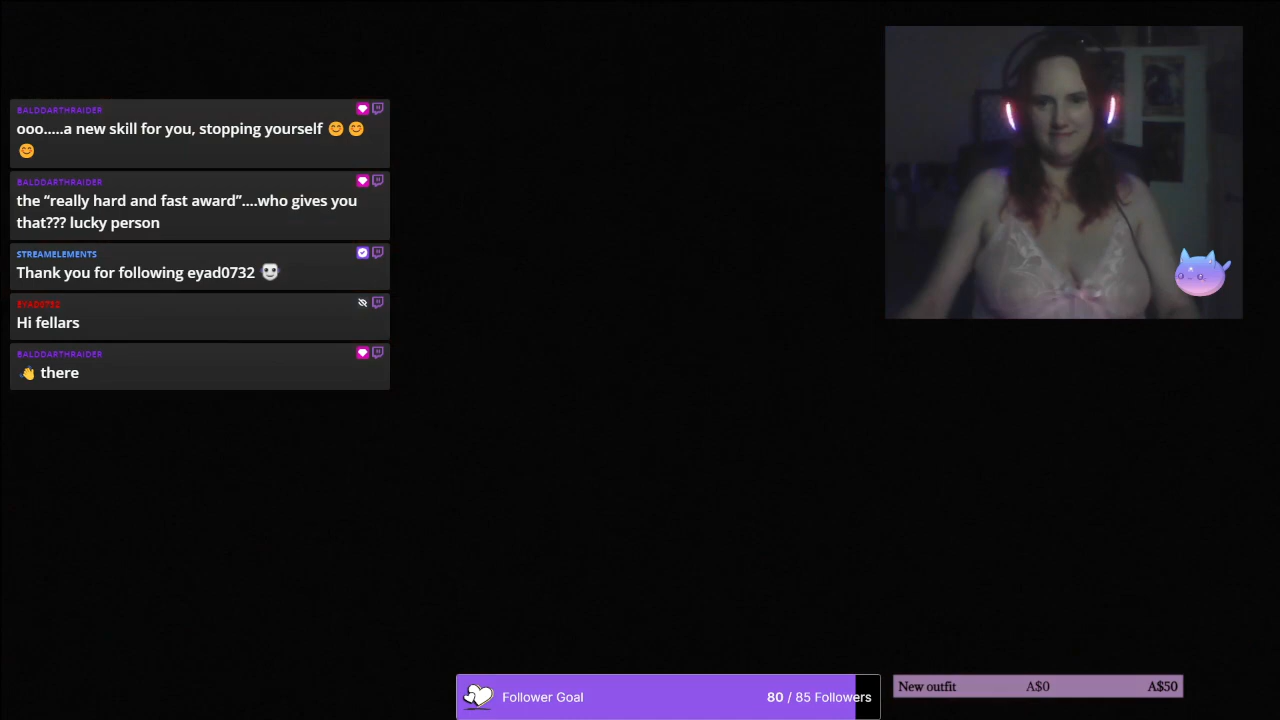 BALDDARTHRAIDER
ooo.....a new skill for you, stopping yourself 😊 😊
😊
BALDDARTHRAIDER
the “really hard and fast award”....who gives you
that??? lucky person
STREAMELEMENTS
Thank you for following eyad0732
EYAD0732
Hi fellars
BALDDARTHRAIDER
👋 there
Follower Goal 80 / 85 Followers
New outfit A$0 A$50